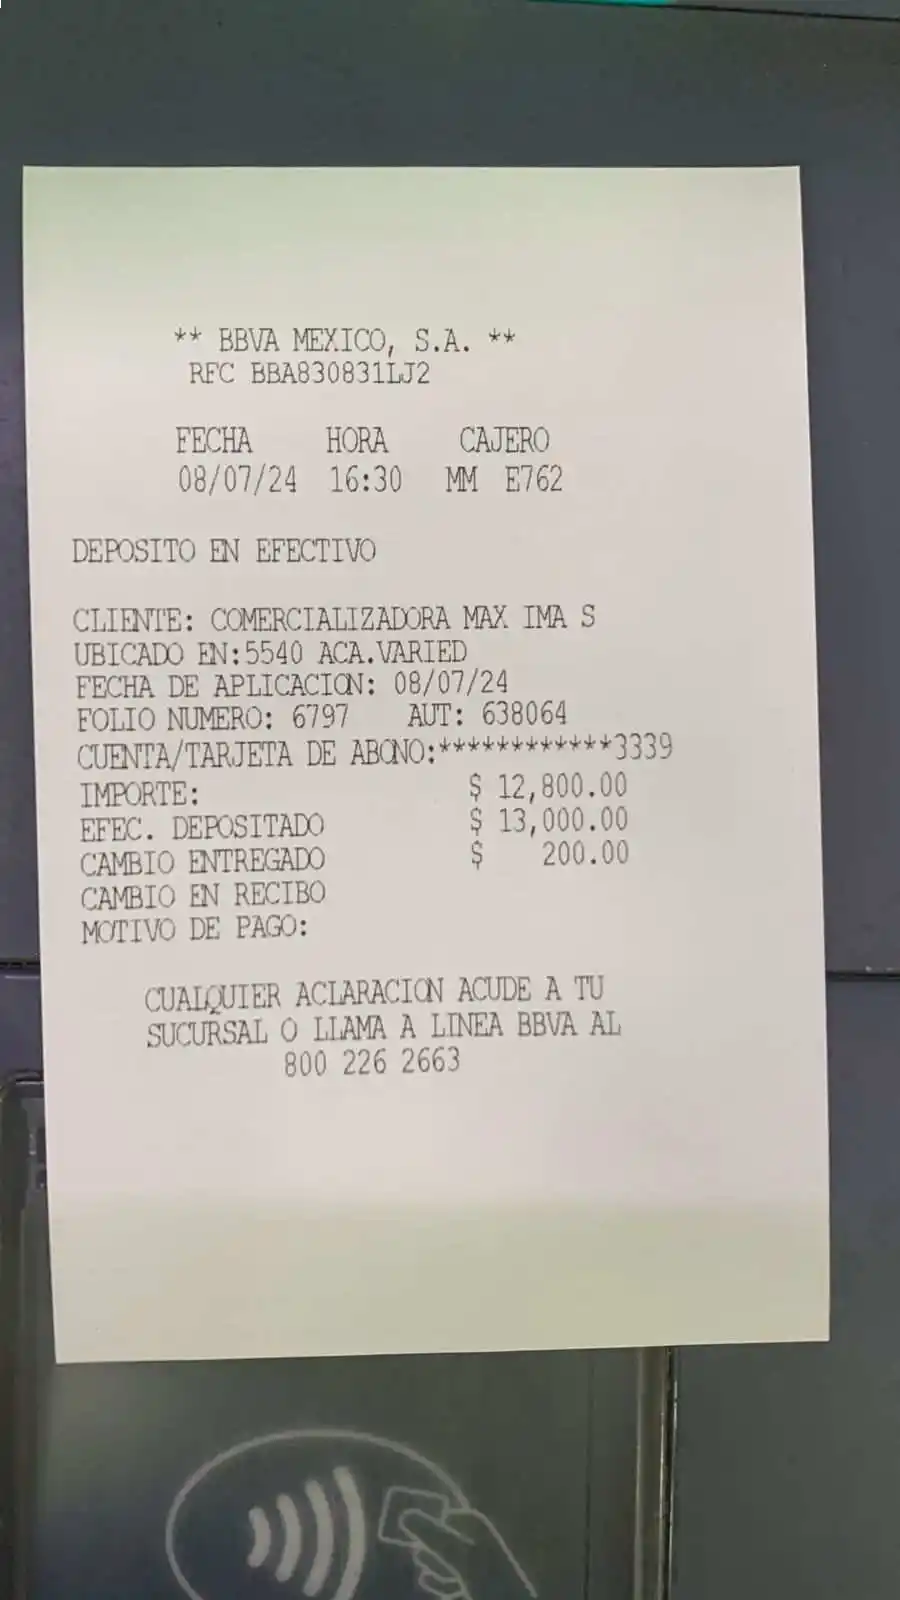 ** BBVA MEXICO, S.A. **
RFC BBA830831LJ2
FECHA HORA CAJERO
08/07/24 16:30 MM E762
DEPOSITO EN EFECTIVO
CLIENTE: COMERCIALIZADORA MAX IMA S
UBICADO EN:5540 ACA.VARIED
FECHA DE APLICACION: 08/07/24
FOLIO NUMERO: 6797 AUT: 638064
CUENTA/TARJETA DE ABONO:************3339
IMPORTE: $ 12,800.00
EFEC. DEPOSITADO $ 13,000.00
CAMBIO ENTREGADO $ 200.00
CAMBIO EN RECIBO
MOTIVO DE PAGO:
CUALQUIER ACLARACION ACUDE A TU
SUCURSAL O LLAMA A LINEA BBVA AL
800 226 2663